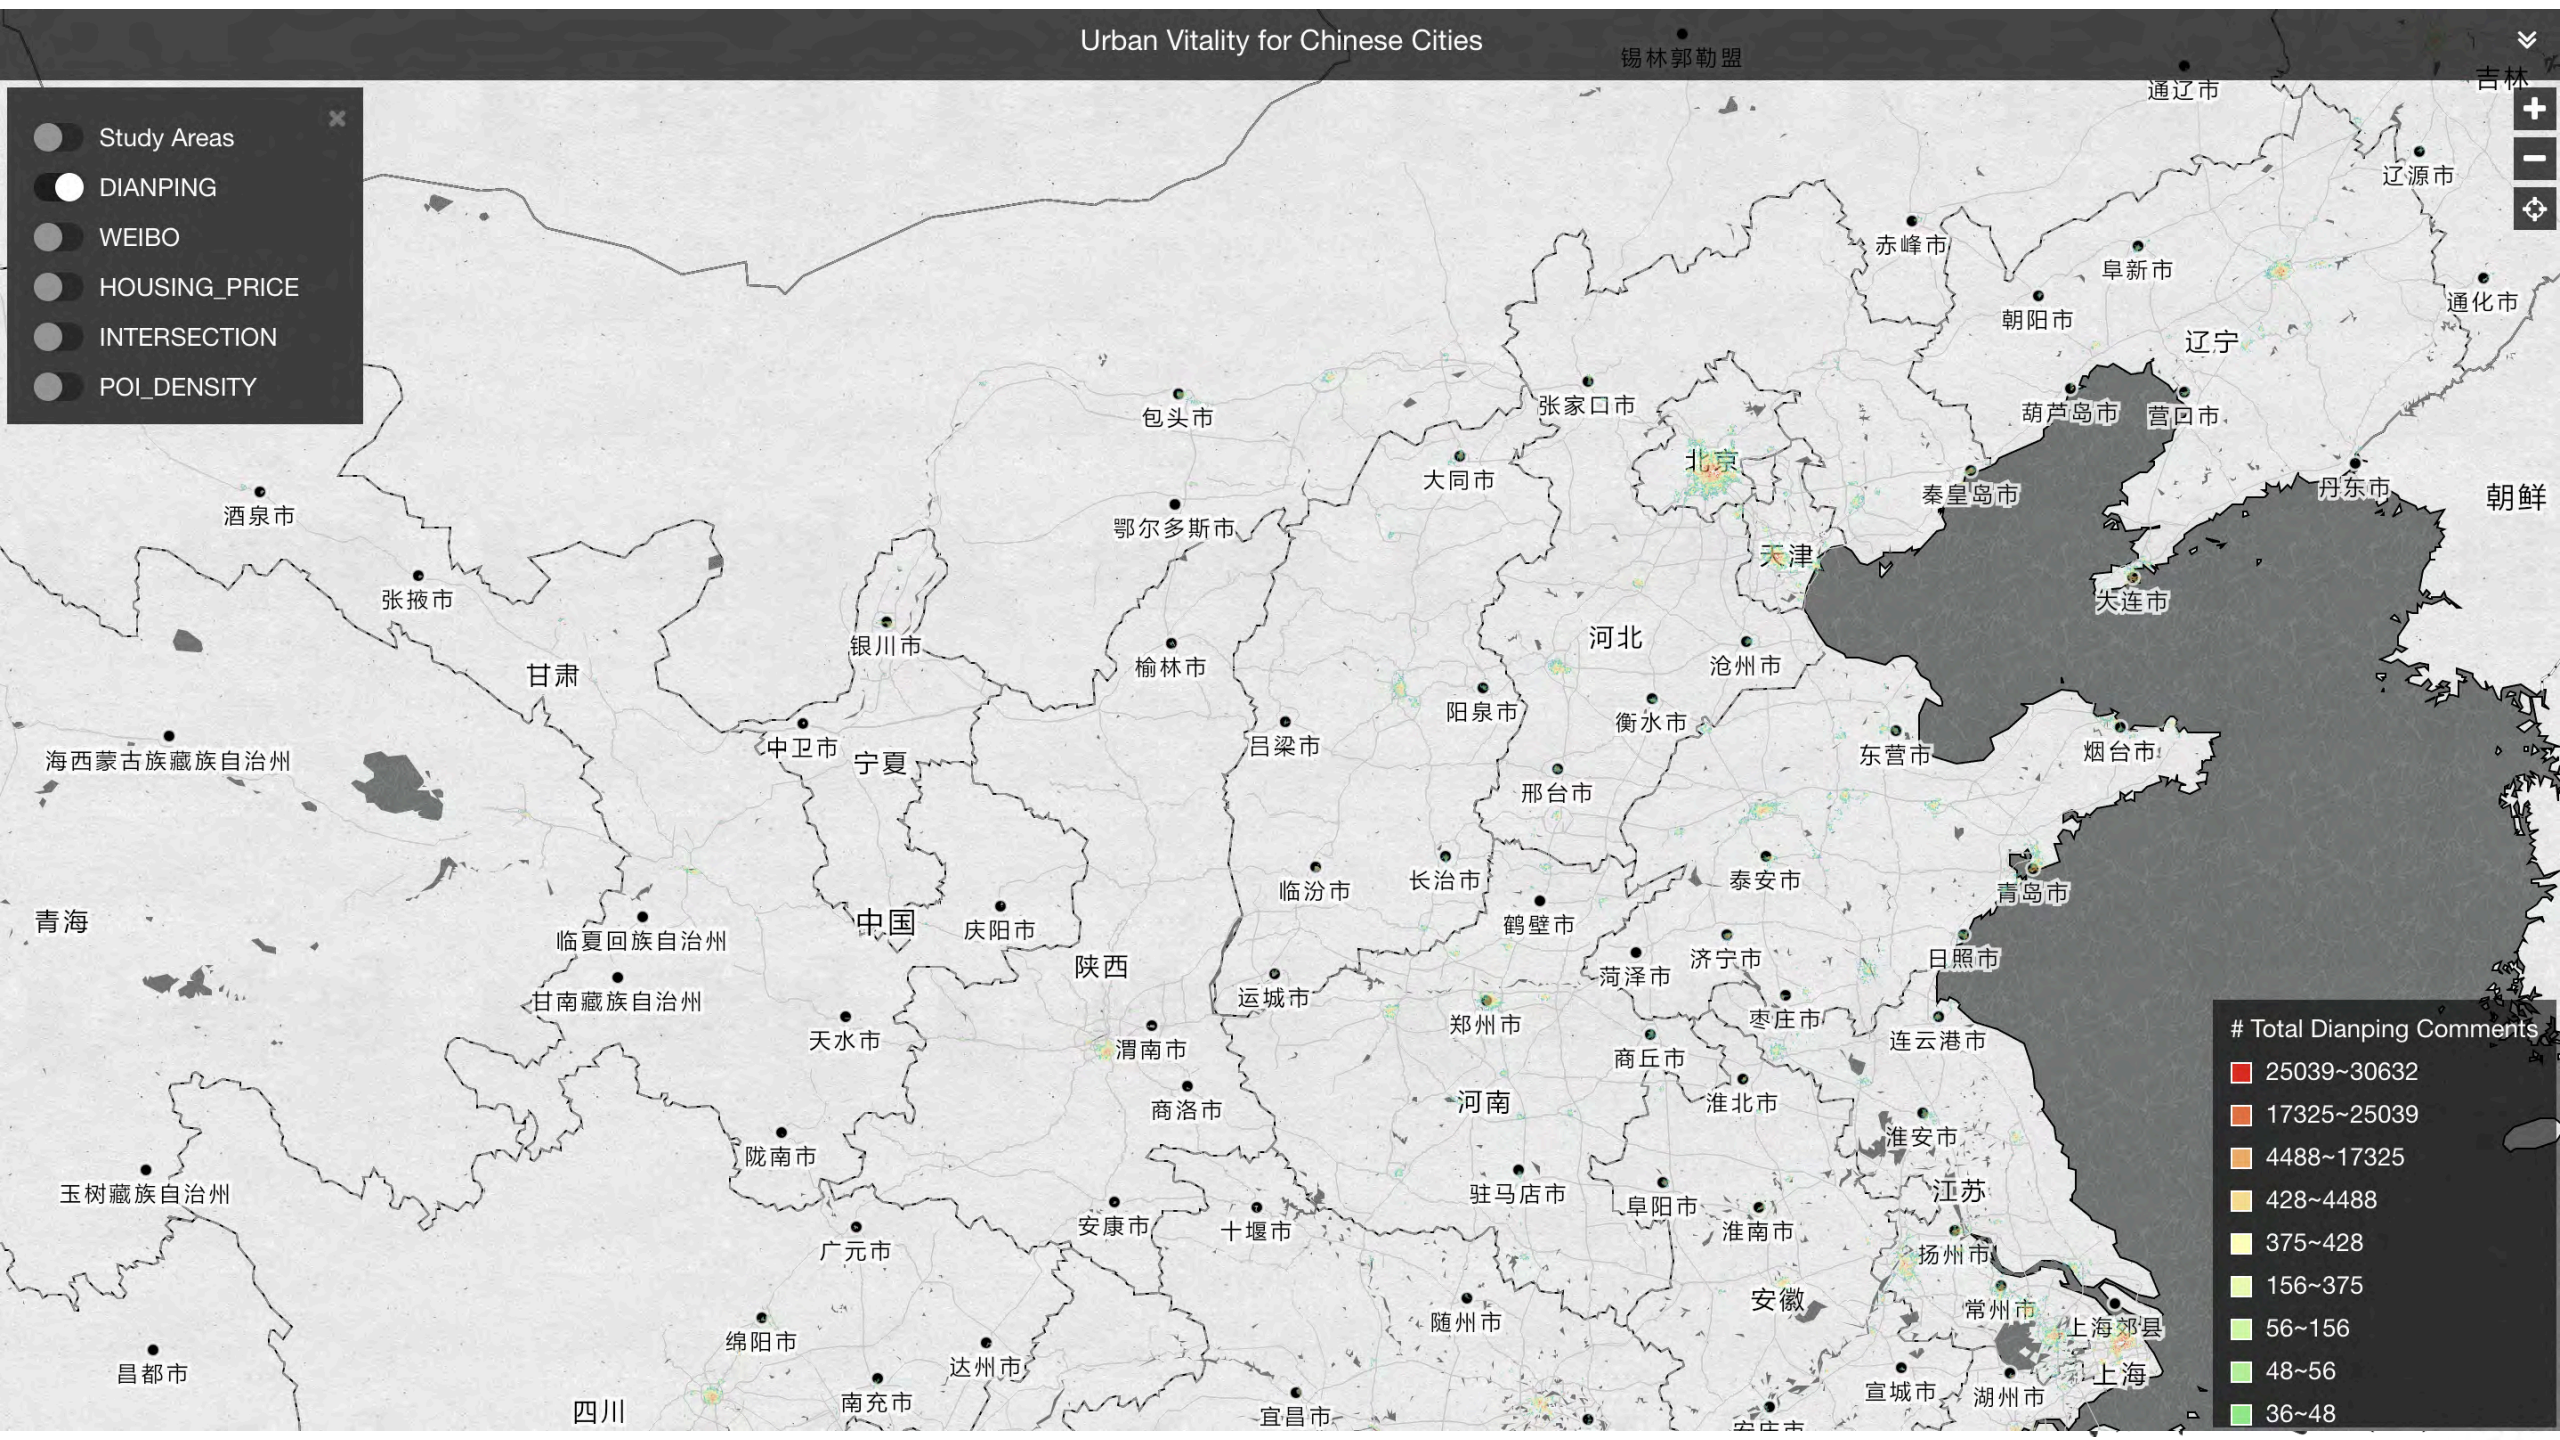 Urban Vitality for Chinese Cities
锡林郭勒盟
吉林
通辽市
Study Areas
DIANPING
WEIBO
HOUSING_PRICE
INTERSECTION
POI_DENSITY
辽源市
赤峰市
阜新市
通化市
朝阳市
辽宁
包头市
张家口市
葫芦岛市
营口市
大同市
北京
秦皇岛市
丹东市
朝鲜
酒泉市
鄂尔多斯市
天津
张掖市
大连市
银川市
河北
甘肃
榆林市
沧州市
阳泉市
衡水市
海西蒙古族藏族自治州
中卫市
宁夏
吕梁市
东营市
烟台市
邢台市
临汾市
长治市
泰安市
青岛市
青海
中国
庆阳市
鹤壁市
临夏回族自治州
陕西
济宁市
日照市
菏泽市
甘南藏族自治州
运城市
郑州市
枣庄市
天水市
渭南市
商丘市
连云港市
商洛市
河南
淮北市
淮安市
陇南市
玉树藏族自治州
驻马店市
江苏
阜阳市
安康市
十堰市
淮南市
广元市
扬州市
安徽
常州市
随州市
上海郊县
绵阳市
达州市
昌都市
上海
宣城市
湖州市
南充市
四川
宜昌市
安庆市
# Total Dianping Comments
25039~30632
17325~25039
4488~17325
428~4488
375~428
156~375
56~156
48~56
36~48